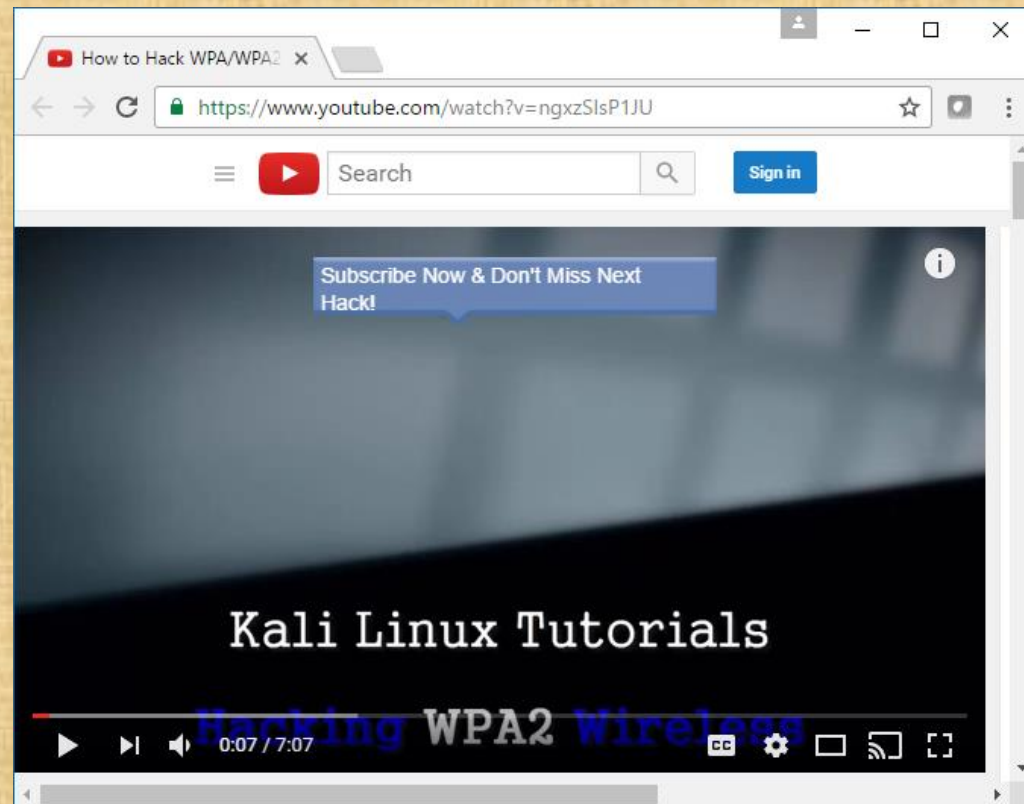 How to Hack WPA/WPA2
https://www.youtube.com/watch?v=ngxzSIsP1JU
Search
Sign in
Subscribe Now & Don't Miss Next
Hack!
Kali Linux Tutorials
Hacking WPA2 Wireless
0:07 / 7:07
CC